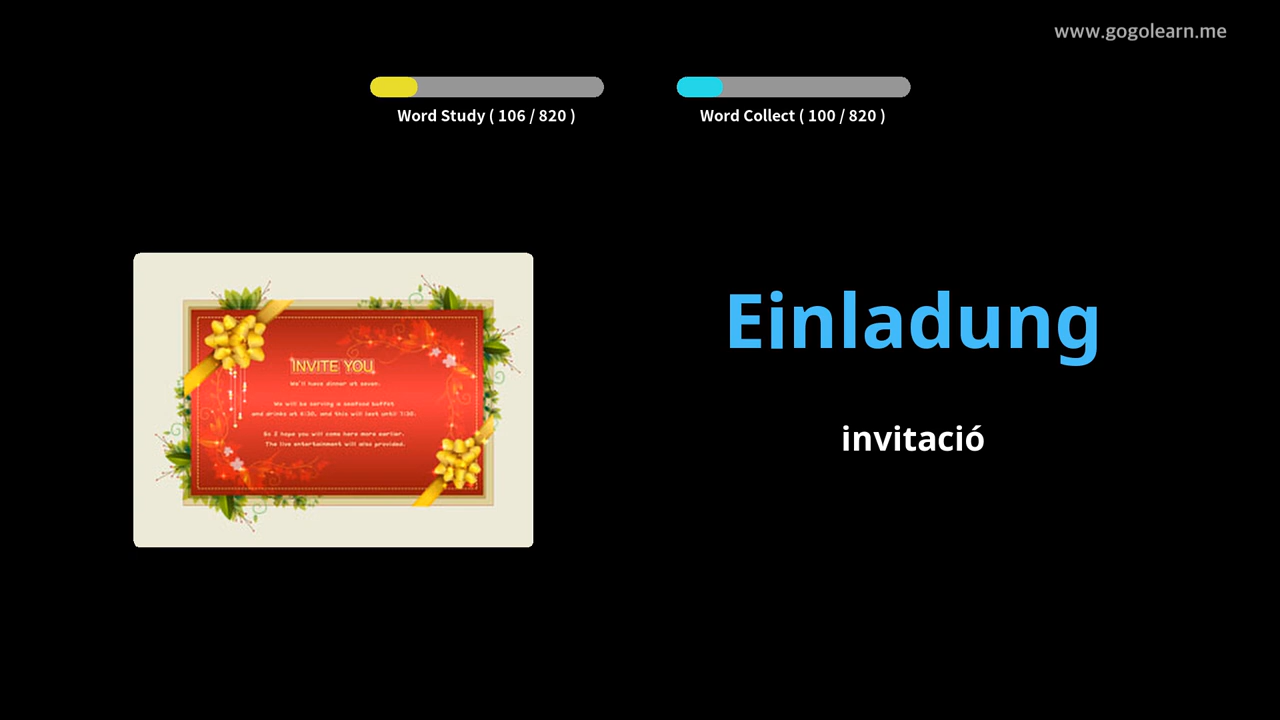 www.gogolearn.me
Word Study ( 106 / 820 )
Word Collect ( 100 / 820 )
INVITE YOU
We'll have dinner at seven.
We will be serving a seafood buffet
and drinks at 6:30, and this will last until 7:30.
So I hope you will come here more earlier.
The live entertainment will also provided.
Einladung
invitació